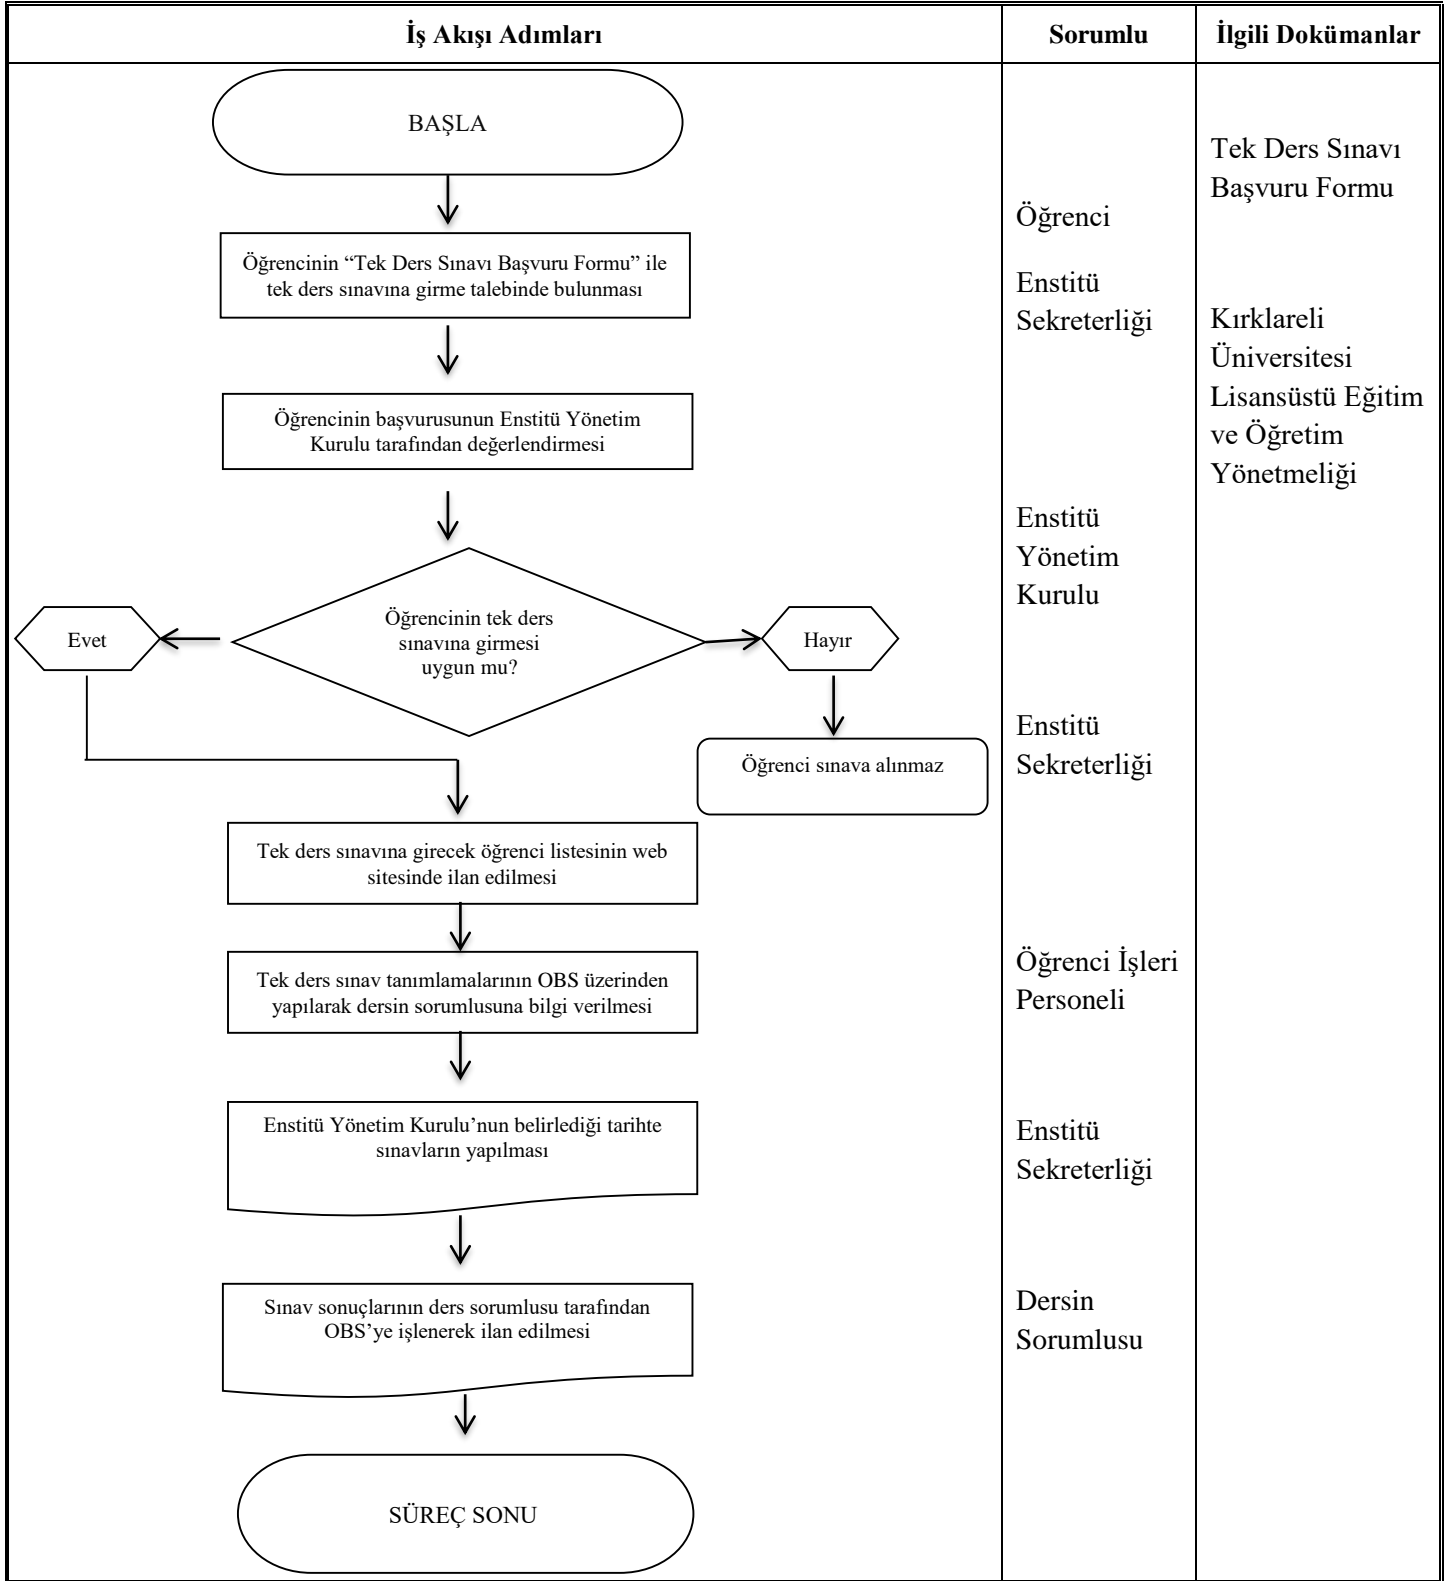 İş Akışı Adımları
Sorumlu
İlgili Dokümanlar
BAŞLA
Öğrencinin “Tek Ders Sınavı Başvuru Formu” ile
tek ders sınavına girme talebinde bulunması
Öğrencinin başvurusunun Enstitü Yönetim
Kurulu tarafından değerlendirmesi
Öğrencinin tek ders
sınavına girmesi
uygun mu?
Evet
Hayır
Öğrenci sınava alınmaz
Tek ders sınavına girecek öğrenci listesinin web
sitesinde ilan edilmesi
Tek ders sınav tanımlamalarının OBS üzerinden
yapılarak dersin sorumlusuna bilgi verilmesi
Enstitü Yönetim Kurulu’nun belirlediği tarihte
sınavların yapılması
Sınav sonuçlarının ders sorumlusu tarafından
OBS’ye işlenerek ilan edilmesi
SÜREÇ SONU
Öğrenci
Enstitü
Sekreterliği
Enstitü
Yönetim
Kurulu
Enstitü
Sekreterliği
Öğrenci İşleri
Personeli
Enstitü
Sekreterliği
Dersin
Sorumlusu
Tek Ders Sınavı
Başvuru Formu
Kırklareli
Üniversitesi
Lisansüstü Eğitim
ve Öğretim
Yönetmeliği